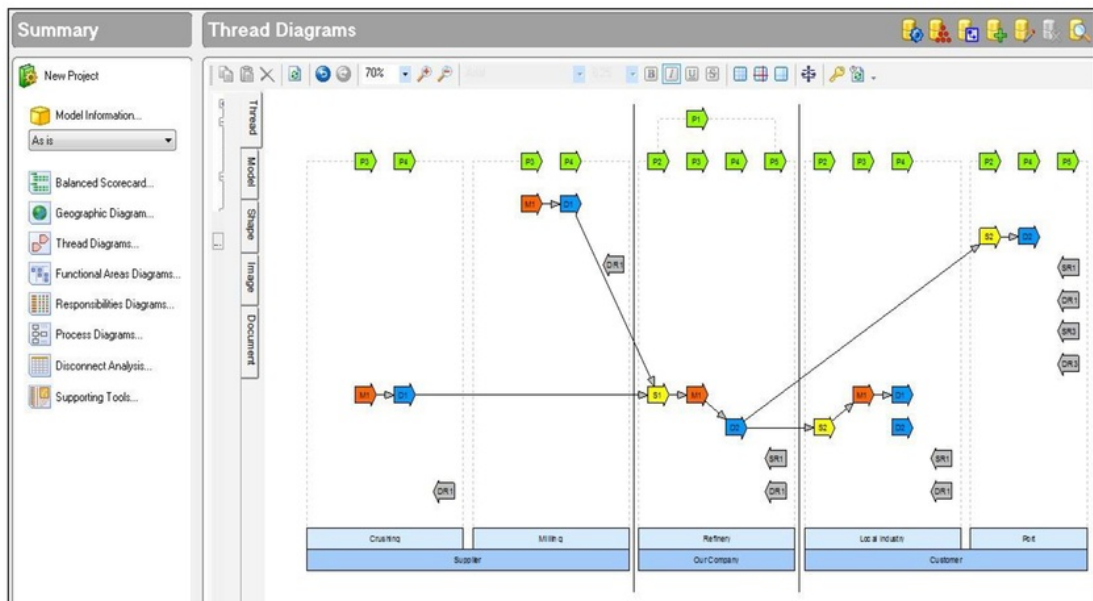 Summary
Thread Diagrams
New Project
Model Information...
As is
Balanced Scorecard...
Geographic Diagram...
Thread Diagrams...
Functional Areas Diagrams...
Responsibilities Diagrams...
Process Diagrams...
Disconnect Analysis...
Supporting Tools...
70%
B I U S
Thread
Model
Shape
Image
Document
P1
P3 P4 P3 P4 P2 P3 P4 P5 P2 P3 P4 P2 P4 P5
M1 D1
S2 D2
DR1 SR1
DR1
SR3
DR3
M1 D1 S1 M1 M1 D1
D2 S2 D2
SR1 SR1
DR1 DR1 DR1
Crushing Milling Refinery Local Industry Port
Supplier Our Company Customer